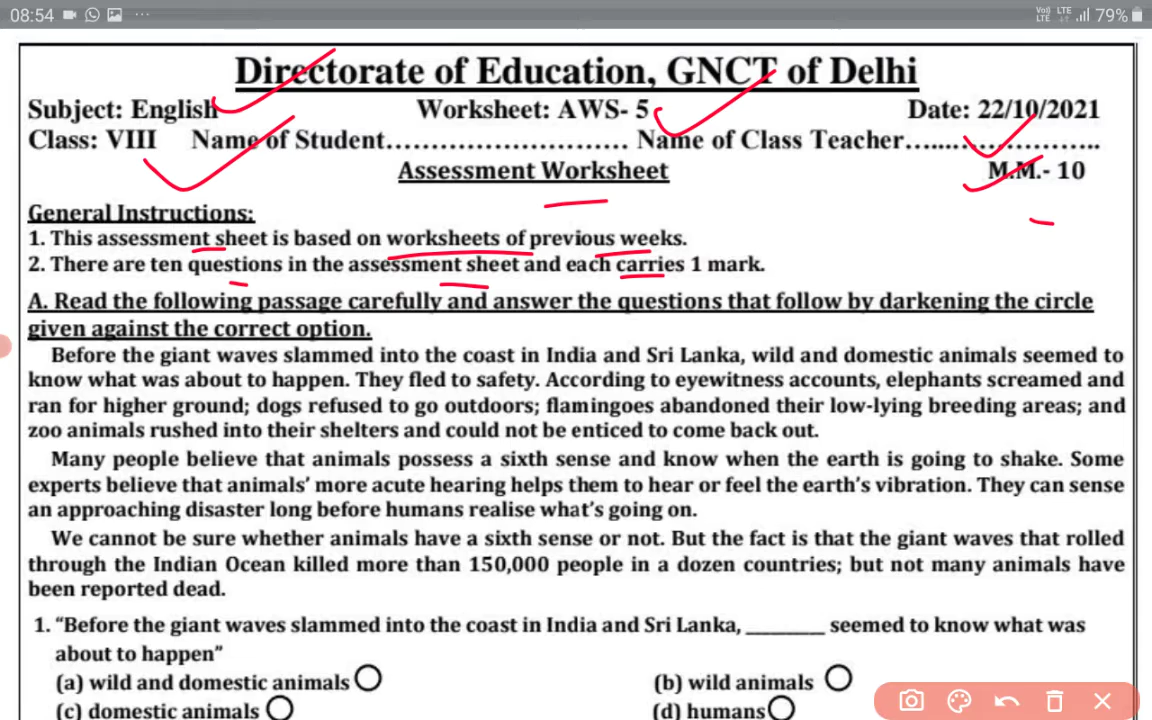 08:54 ... Vo) LTE LTE 79%
Directorate of Education, GNCT of Delhi
Subject: English Worksheet: AWS- 5 Date: 22/10/2021
Class: VIII Name of Student............................ Name of Class Teacher......................
Assessment Worksheet M.M.- 10
General Instructions:
1. This assessment sheet is based on worksheets of previous weeks.
2. There are ten questions in the assessment sheet and each carries 1 mark.
A. Read the following passage carefully and answer the questions that follow by darkening the circle
given against the correct option.
Before the giant waves slammed into the coast in India and Sri Lanka, wild and domestic animals seemed to
know what was about to happen. They fled to safety. According to eyewitness accounts, elephants screamed and
ran for higher ground; dogs refused to go outdoors; flamingoes abandoned their low-lying breeding areas; and
zoo animals rushed into their shelters and could not be enticed to come back out.
Many people believe that animals possess a sixth sense and know when the earth is going to shake. Some
experts believe that animals' more acute hearing helps them to hear or feel the earth's vibration. They can sense
an approaching disaster long before humans realise what's going on.
We cannot be sure whether animals have a sixth sense or not. But the fact is that the giant waves that rolled
through the Indian Ocean killed more than 150,000 people in a dozen countries; but not many animals have
been reported dead.
1. "Before the giant waves slammed into the coast in India and Sri Lanka, ________ seemed to know what was
about to happen"
(a) wild and domestic animals (b) wild animals
(c) domestic animals (d) humans